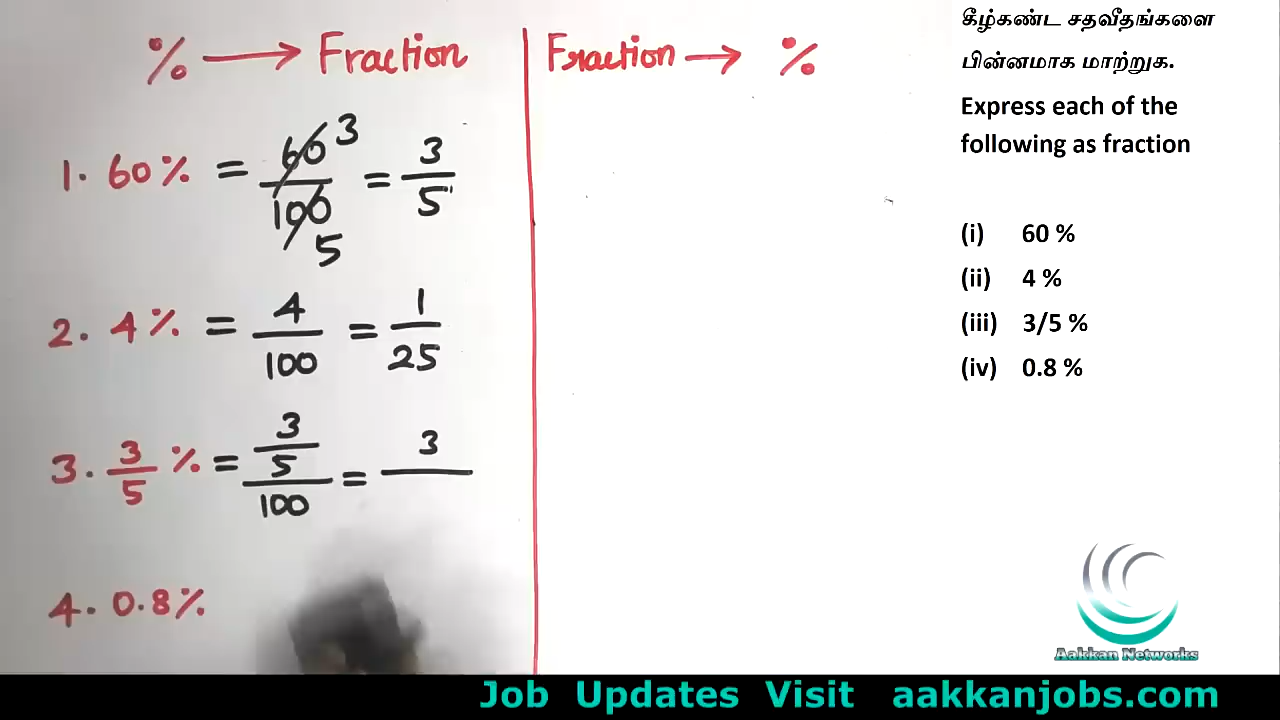 % → Fraction
Fraction → %
1. 60% = 60/100 3 5 = 3/5
2. 4% = 4/100 = 1/25
3. 3/5 % = 3/5/100 = 3
4. 0.8%
கீழ்கண்ட சதவீதங்களை
பின்னமாக மாற்றுக.
Express each of the
following as fraction
(i) 60 %
(ii) 4 %
(iii) 3/5 %
(iv) 0.8 %
Aakkan Networks
Job Updates Visit aakkanjobs.com